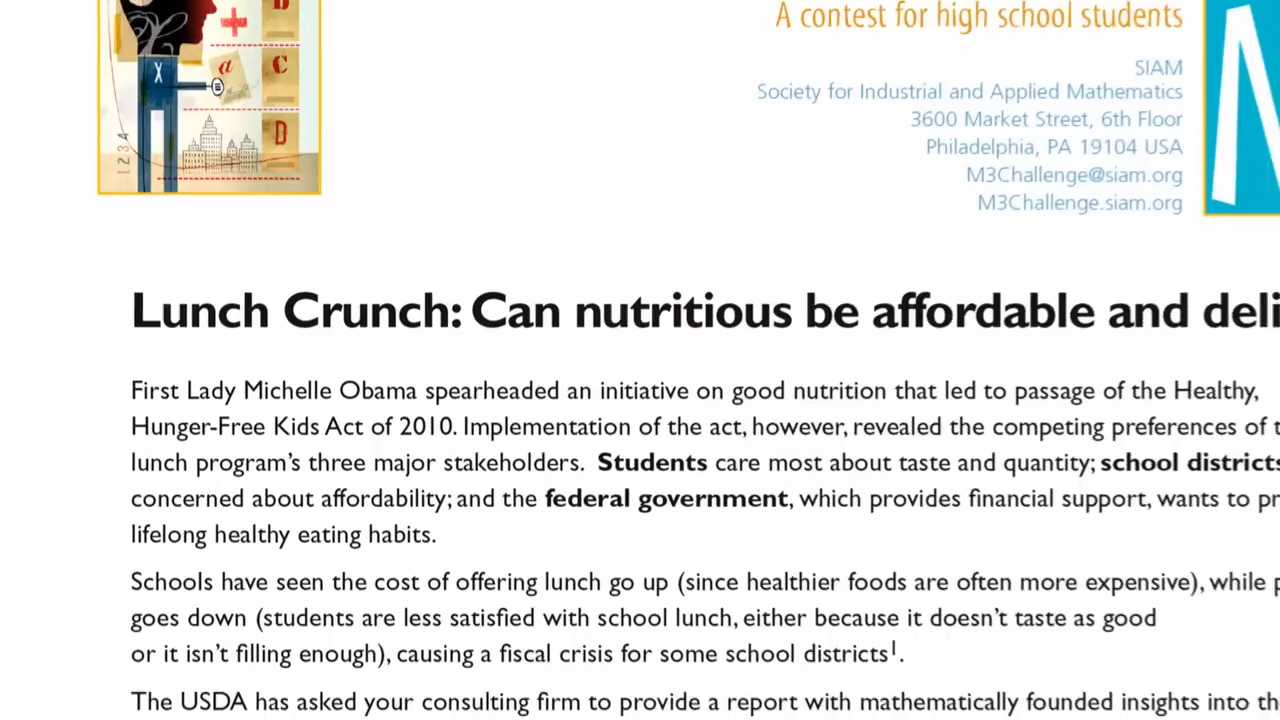 B
a
C
X
D
1 2 3 4
A contest for high school students
SIAM
Society for Industrial and Applied Mathematics
3600 Market Street, 6th Floor
Philadelphia, PA 19104 USA
M3Challenge@siam.org
M3Challenge.siam.org
Lunch Crunch: Can nutritious be affordable and
First Lady Michelle Obama spearheaded an initiative on good nutrition that led to passage of the Healthy,
Hunger-Free Kids Act of 2010. Implementation of the act, however, revealed the competing preferences of
lunch program's three major stakeholders. Students care most about taste and quantity; school districts
concerned about affordability; and the federal government, which provides financial support, wants to
lifelong healthy eating habits.
Schools have seen the cost of offering lunch go up (since healthier foods are often more expensive), while
goes down (students are less satisfied with school lunch, either because it doesn't taste as good
or it isn't filling enough), causing a fiscal crisis for some school districts¹.
The USDA has asked your consulting firm to provide a report with mathematically founded insights into